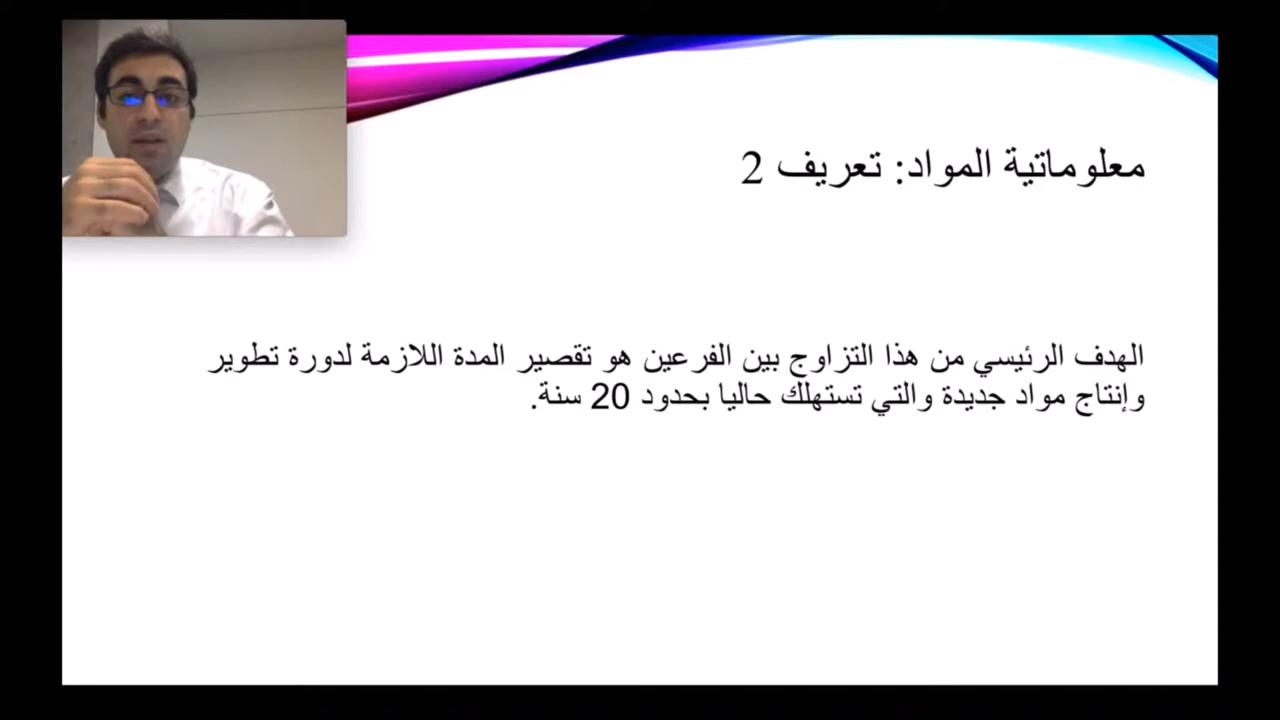 معلوماتية المواد: تعريف 2
الهدف الرئيسي من هذا التزاوج بين الفرعين هو تقصير المدة اللازمة لدورة تطوير
وإنتاج مواد جديدة والتي تستهلك حاليا بحدود 20 سنة.